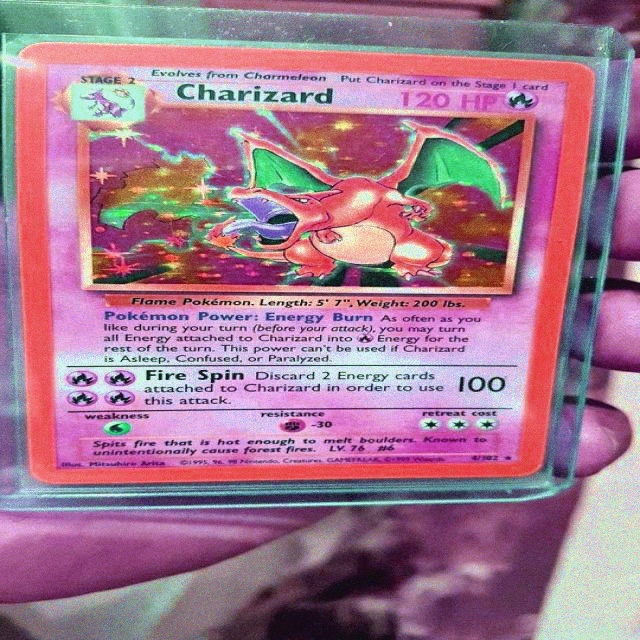 STAGE 2 Evolves from Charmeleon Put Charizard on the Stage 1 card
Charizard 120 HP
Flame Pokémon. Length: 5' 7", Weight: 200 lbs.
Pokémon Power: Energy Burn As often as you
like during your turn (before your attack), you may turn
all Energy attached to Charizard into Energy for the
rest of the turn. This power can't be used if Charizard
is Asleep, Confused, or Paralyzed.
Fire Spin Discard 2 Energy cards
attached to Charizard in order to use 100
this attack.
weakness resistance retreat cost
-30
Spits fire that is hot enough to melt boulders. Known to
unintentionally cause forest fires. LV. 76 #6
Illus. Mitsuhiro Arita ©1995, 96, 98 Nintendo, Creatures, GAMEFREAK. ©1999 Wizards. 4/102 ★